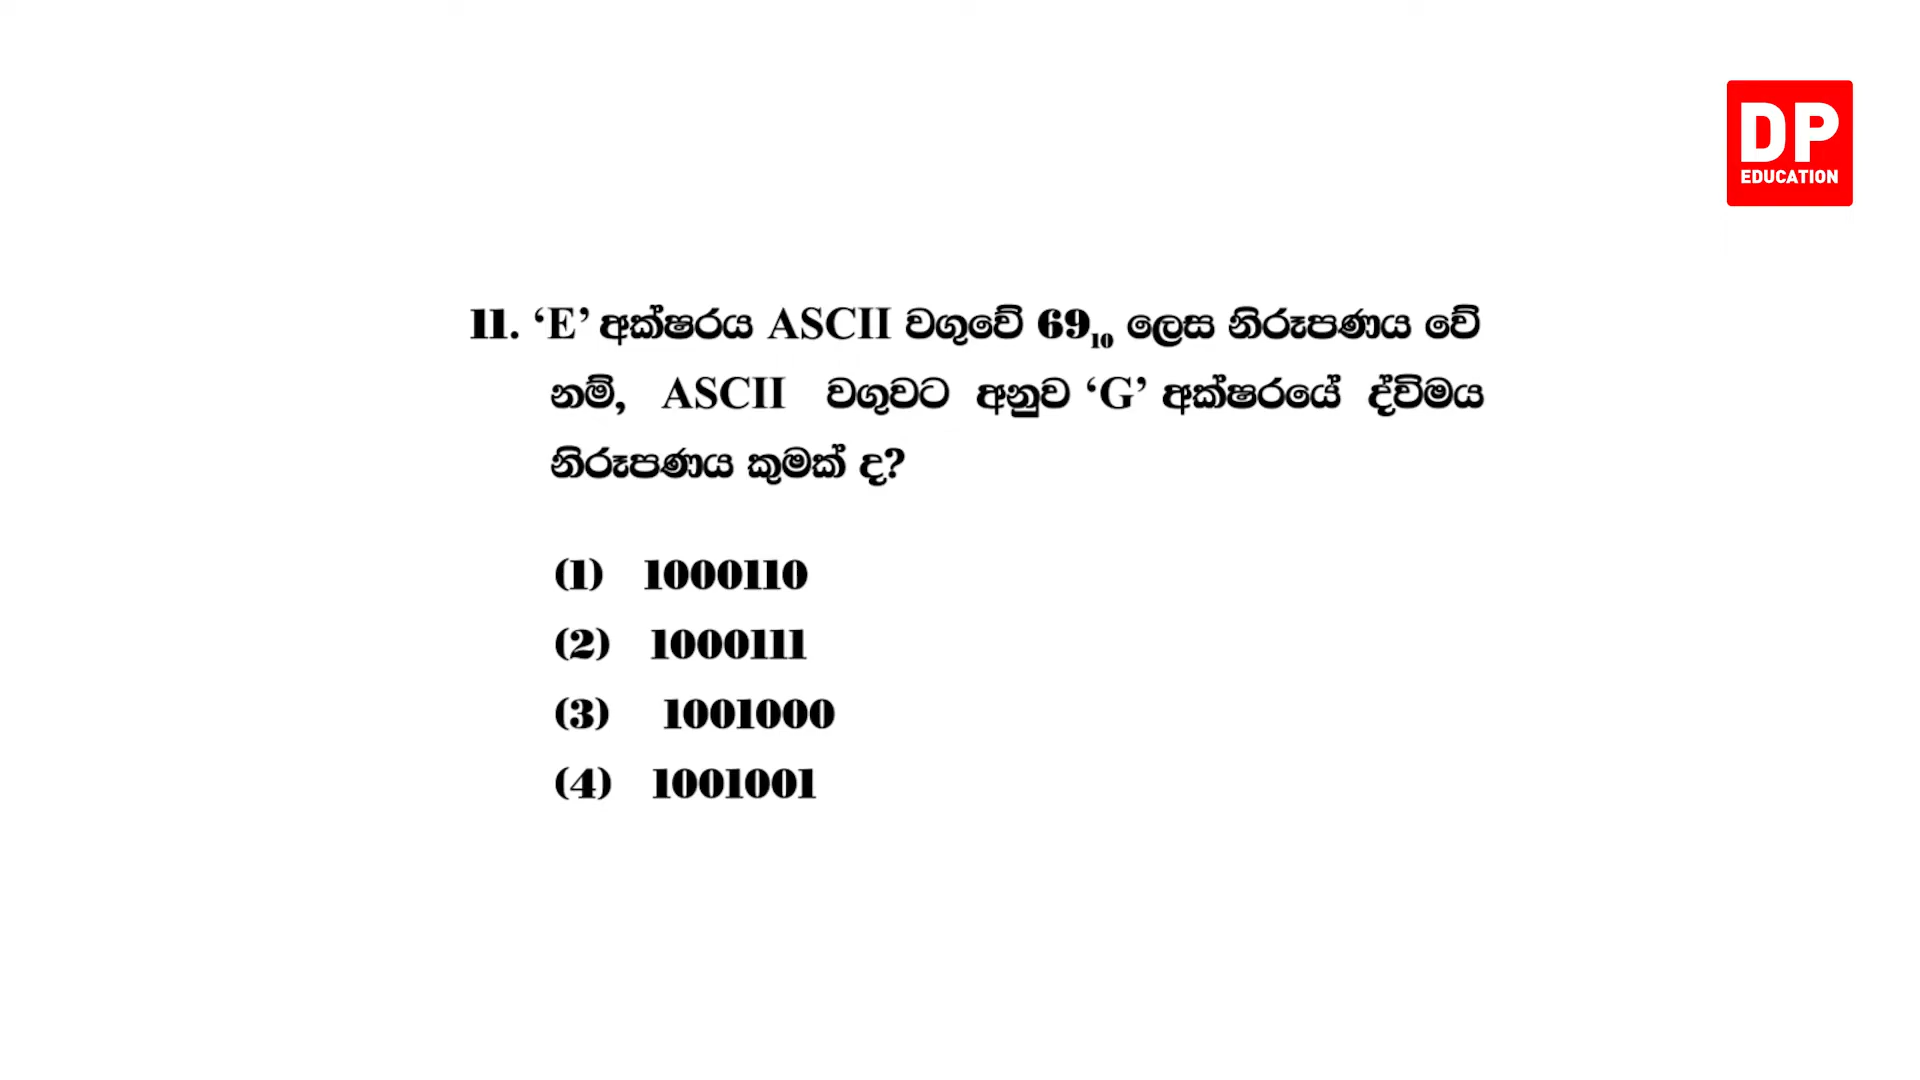 DP
EDUCATION
11. ‘E’ අක්ෂරය ASCII වගුවේ 69₁₀ ලෙස නිරූපණය වේ
නම්, ASCII වගුවට අනුව ‘G’ අක්ෂරයේ ද්විමය
නිරූපණය කුමක් ද?
(1) 1000110
(2) 1000111
(3) 1001000
(4) 1001001